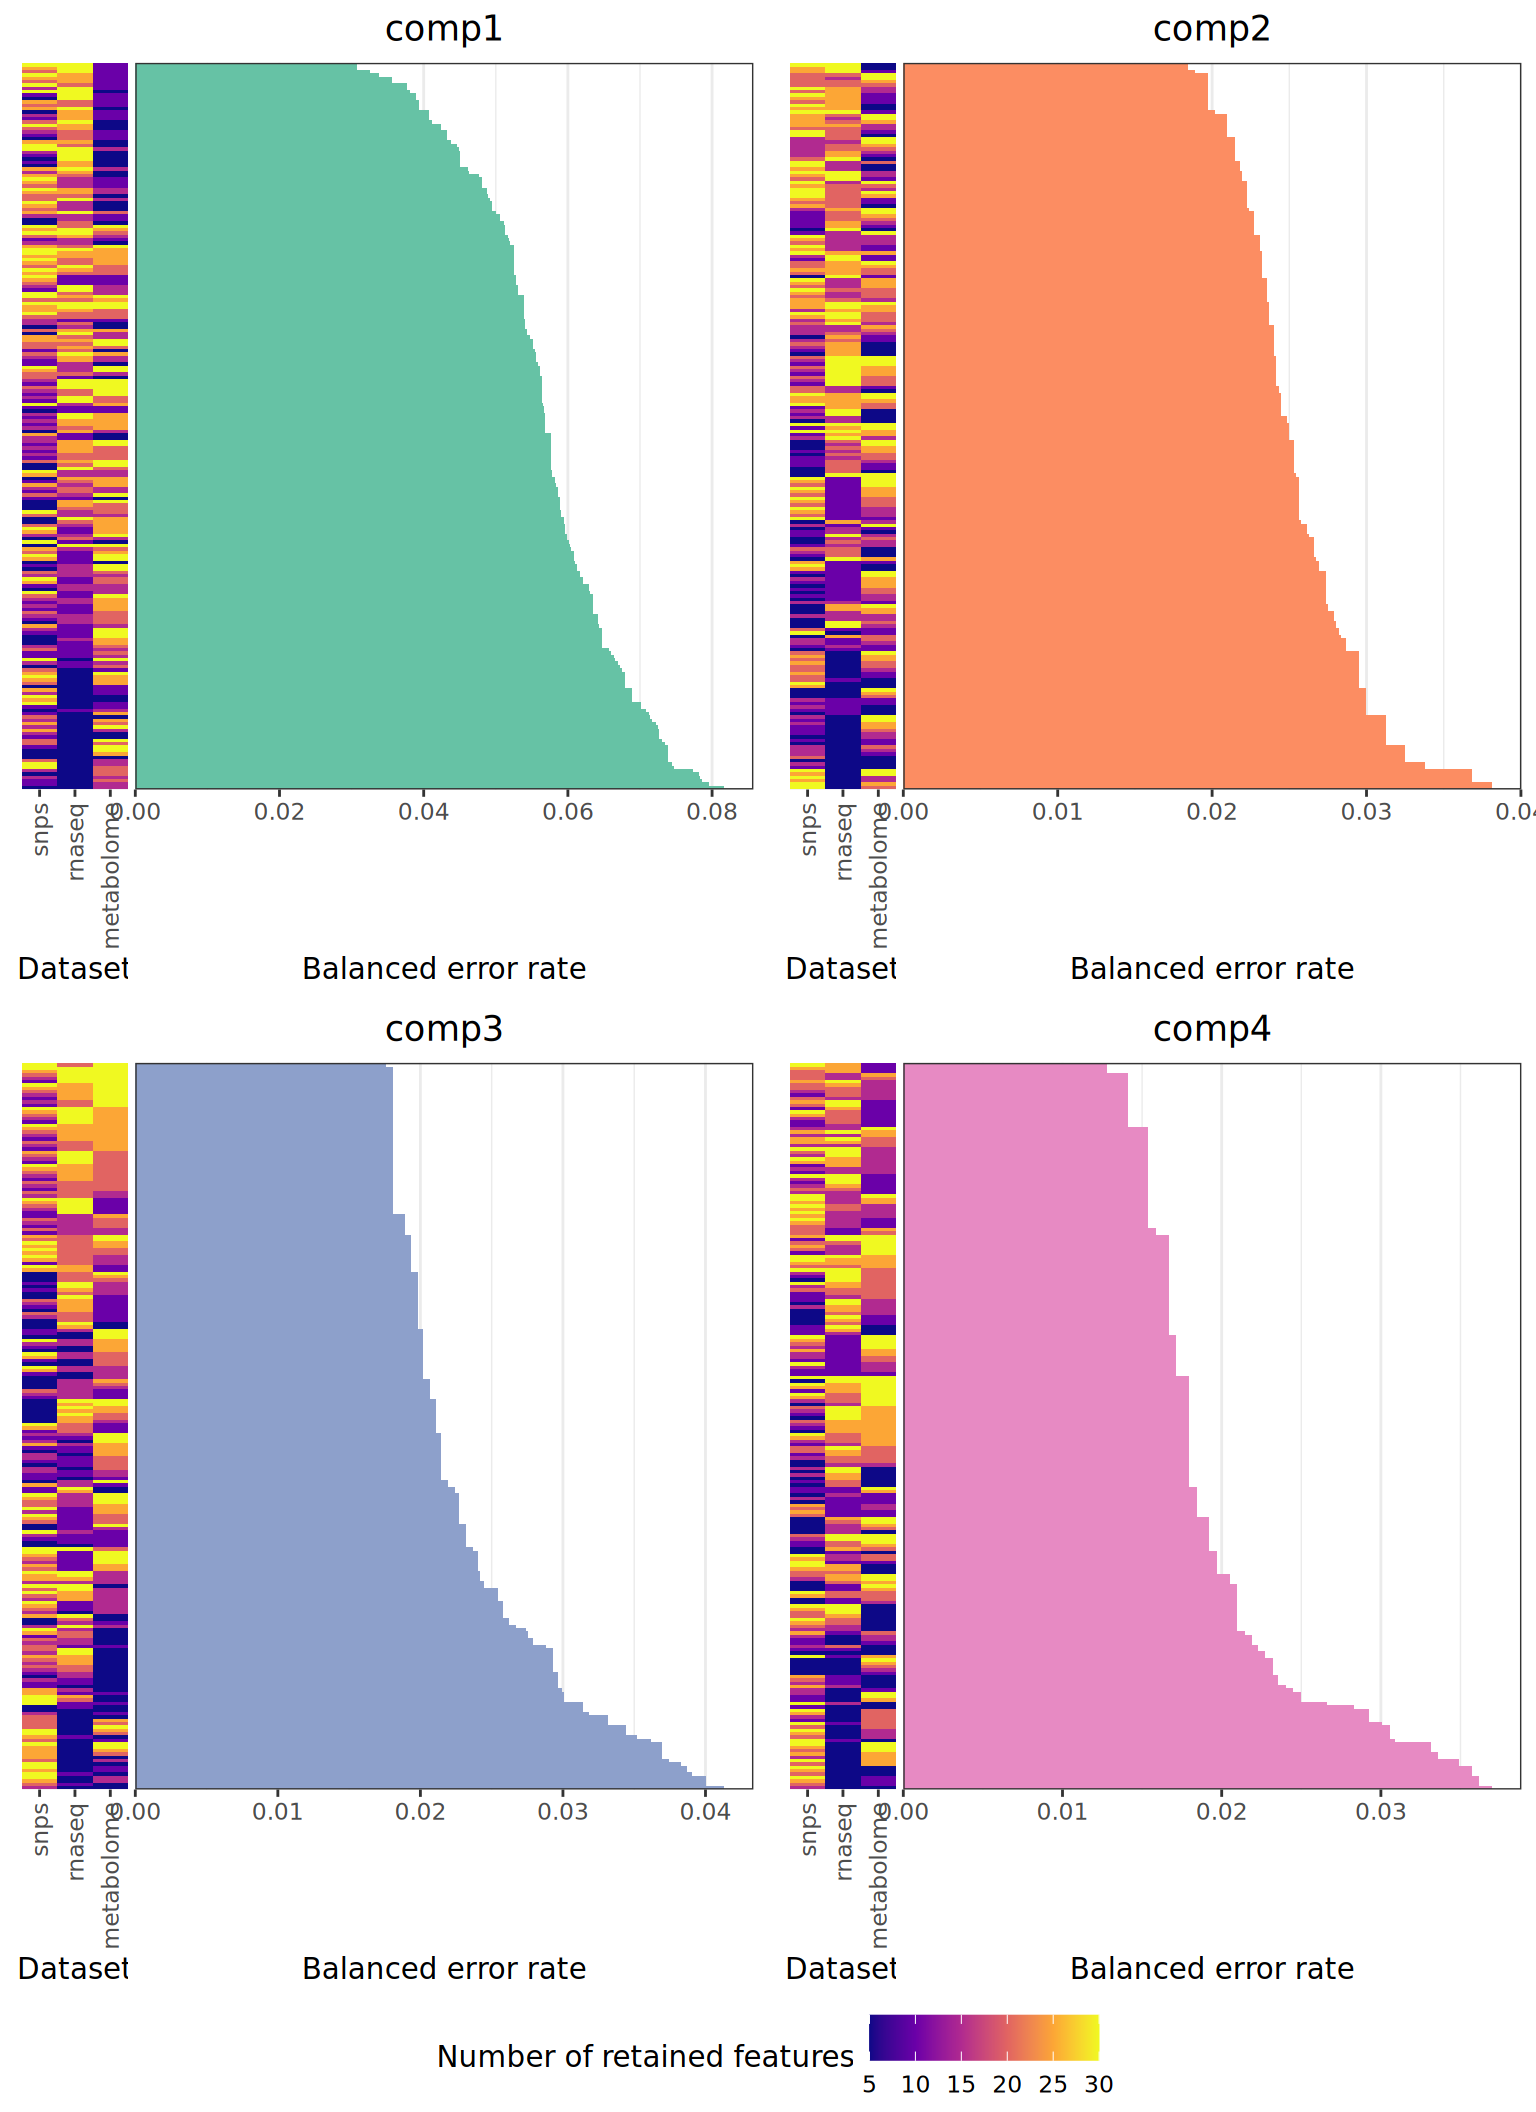 comp1 comp2
0.00 0.02 0.04 0.06 0.08 0.00 0.01 0.02 0.03 0.04
snps rnaseq metabolome snps rnaseq metabolome
Dataset Balanced error rate Dataset Balanced error rate
comp3 comp4
0.00 0.01 0.02 0.03 0.04 0.00 0.01 0.02 0.03
snps rnaseq metabolome snps rnaseq metabolome
Dataset Balanced error rate Dataset Balanced error rate
Number of retained features
5 10 15 20 25 30